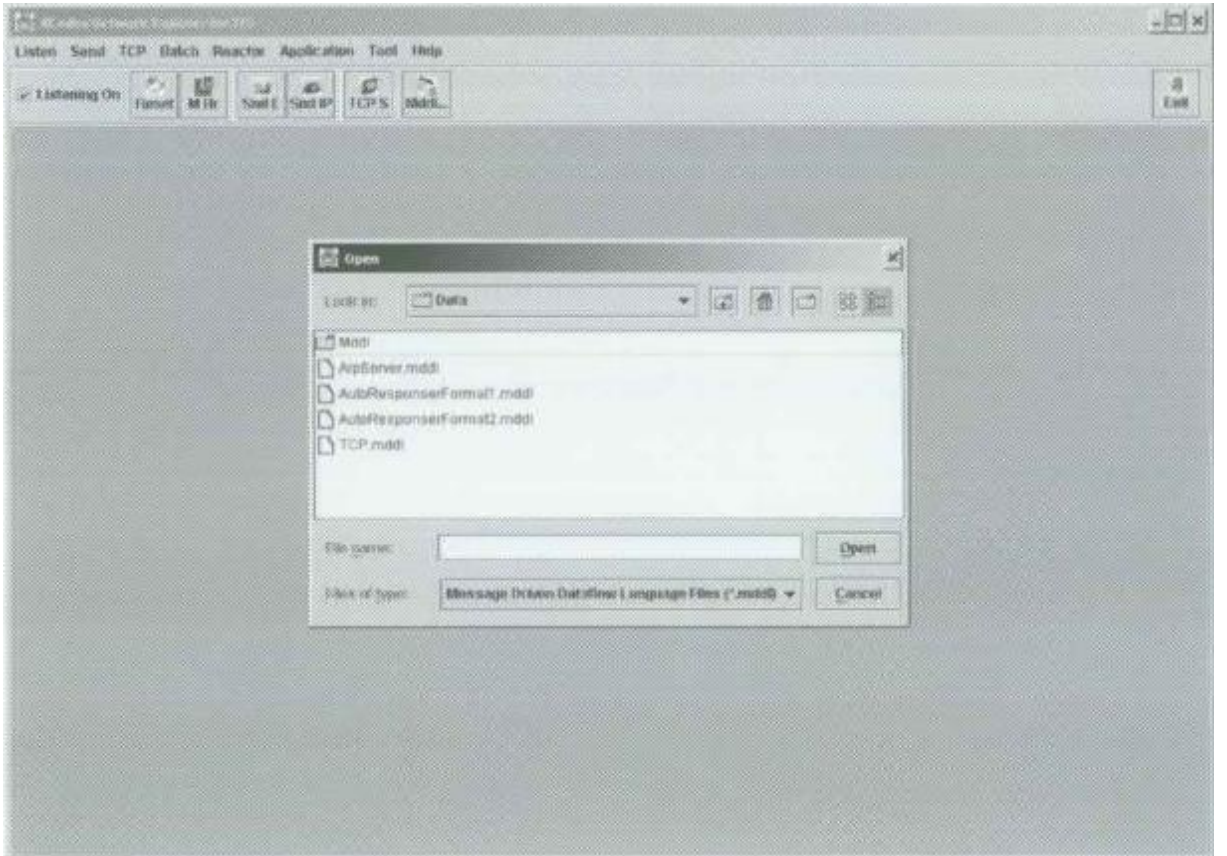 Listen Send TCP Batch Reactor Application Tool Help
Listening On
Send IP
TCP S
Mddl...
Exit
Open
Look in:
Data
Mddl
ArpServer.mddl
AutoResponserFormat1.mddl
AutoResponserFormat2.mddl
TCP.mddl
File name:
Open
Files of type:
Message Driven Dataflow Language Files (*.mddl)
Cancel